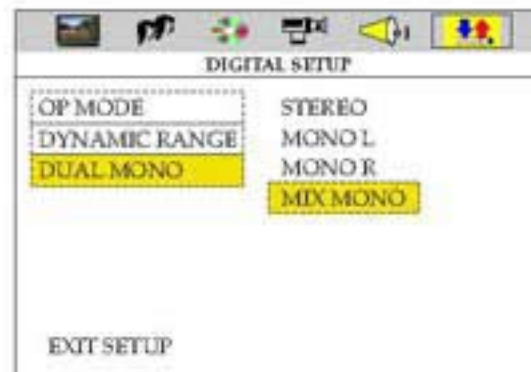 DIGITAL SETUP
OP MODE
DYNAMIC RANGE
DUAL MONO
STEREO
MONO L
MONO R
MIX MONO
EXIT SETUP